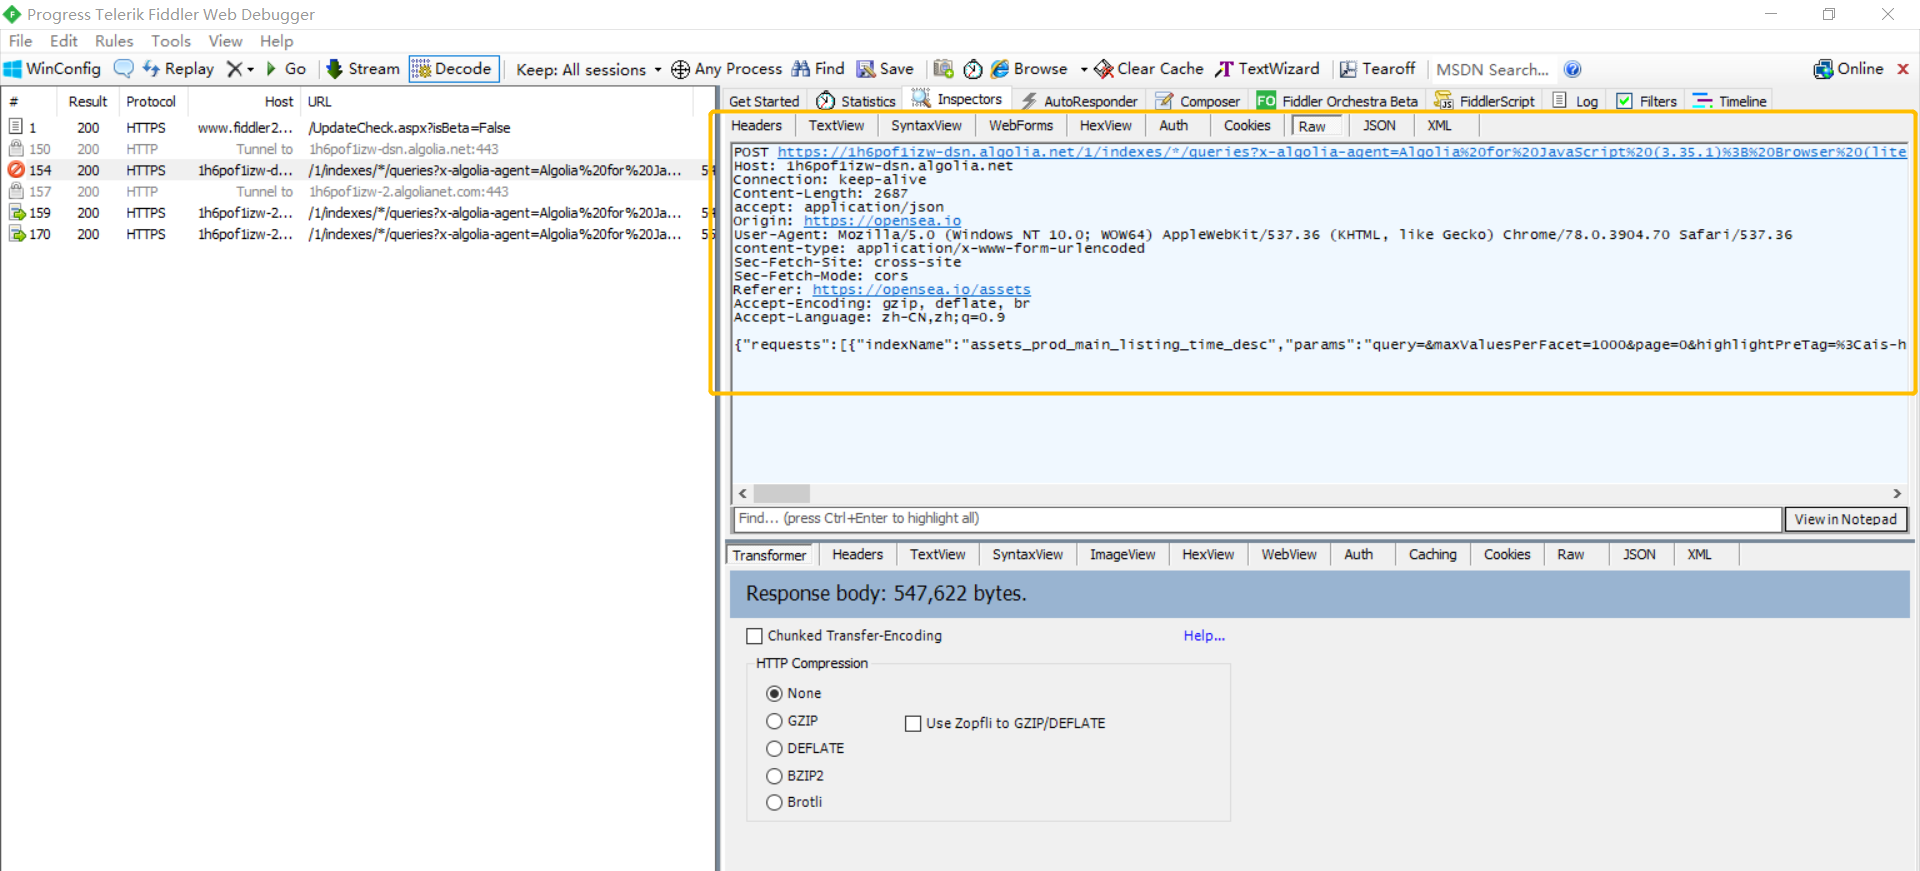 Progress Telerik Fiddler Web Debugger
File Edit Rules Tools View Help
WinConfig Replay Go Stream Decode Keep: All sessions Any Process Find Save Browse Clear Cache TextWizard Tearoff MSDN Search... Online
# Result Protocol Host URL
1 200 HTTPS www.fiddler2... /UpdateCheck.aspx?isBeta=False
150 200 HTTP Tunnel to 1h6pof1izw-dsn.algolia.net:443
154 200 HTTPS 1h6pof1izw-d... /1/indexes/*/queries?x-algolia-agent=Algolia%20for%20Ja...
157 200 HTTP Tunnel to 1h6pof1izw-2.algolianet.com:443
159 200 HTTPS 1h6pof1izw-2... /1/indexes/*/queries?x-algolia-agent=Algolia%20for%20Ja...
170 200 HTTPS 1h6pof1izw-2... /1/indexes/*/queries?x-algolia-agent=Algolia%20for%20Ja...
Get Started Statistics Inspectors AutoResponder Composer FO Fiddler Orchestra Beta FiddlerScript Log Filters Timeline
Headers TextView SyntaxView WebForms HexView Auth Cookies Raw JSON XML
POST https://1h6pof1izw-dsn.algolia.net/1/indexes/*/queries?x-algolia-agent=Algolia%20for%20JavaScript%20(3.35.1)%3B%20Browser%20(lite
Host: 1h6pof1izw-dsn.algolia.net
Connection: keep-alive
Content-Length: 2687
accept: application/json
Origin: https://opensea.io
User-Agent: Mozilla/5.0 (Windows NT 10.0; WOW64) AppleWebKit/537.36 (KHTML, like Gecko) Chrome/78.0.3904.70 Safari/537.36
content-type: application/x-www-form-urlencoded
Sec-Fetch-Site: cross-site
Sec-Fetch-Mode: cors
Referer: https://opensea.io/assets
Accept-Encoding: gzip, deflate, br
Accept-Language: zh-CN,zh;q=0.9
{"requests":[{"indexName":"assets_prod_main_listing_time_desc","params":"query=&maxValuesPerFacet=1000&page=0&highlightPreTag=%3Cais-h
Find... (press Ctrl+Enter to highlight all) View in Notepad
Transformer Headers TextView SyntaxView ImageView HexView WebView Auth Caching Cookies Raw JSON XML
Response body: 547,622 bytes.
Chunked Transfer-Encoding Help...
HTTP Compression
None
GZIP Use Zopfli to GZIP/DEFLATE
DEFLATE
BZIP2
Brotli